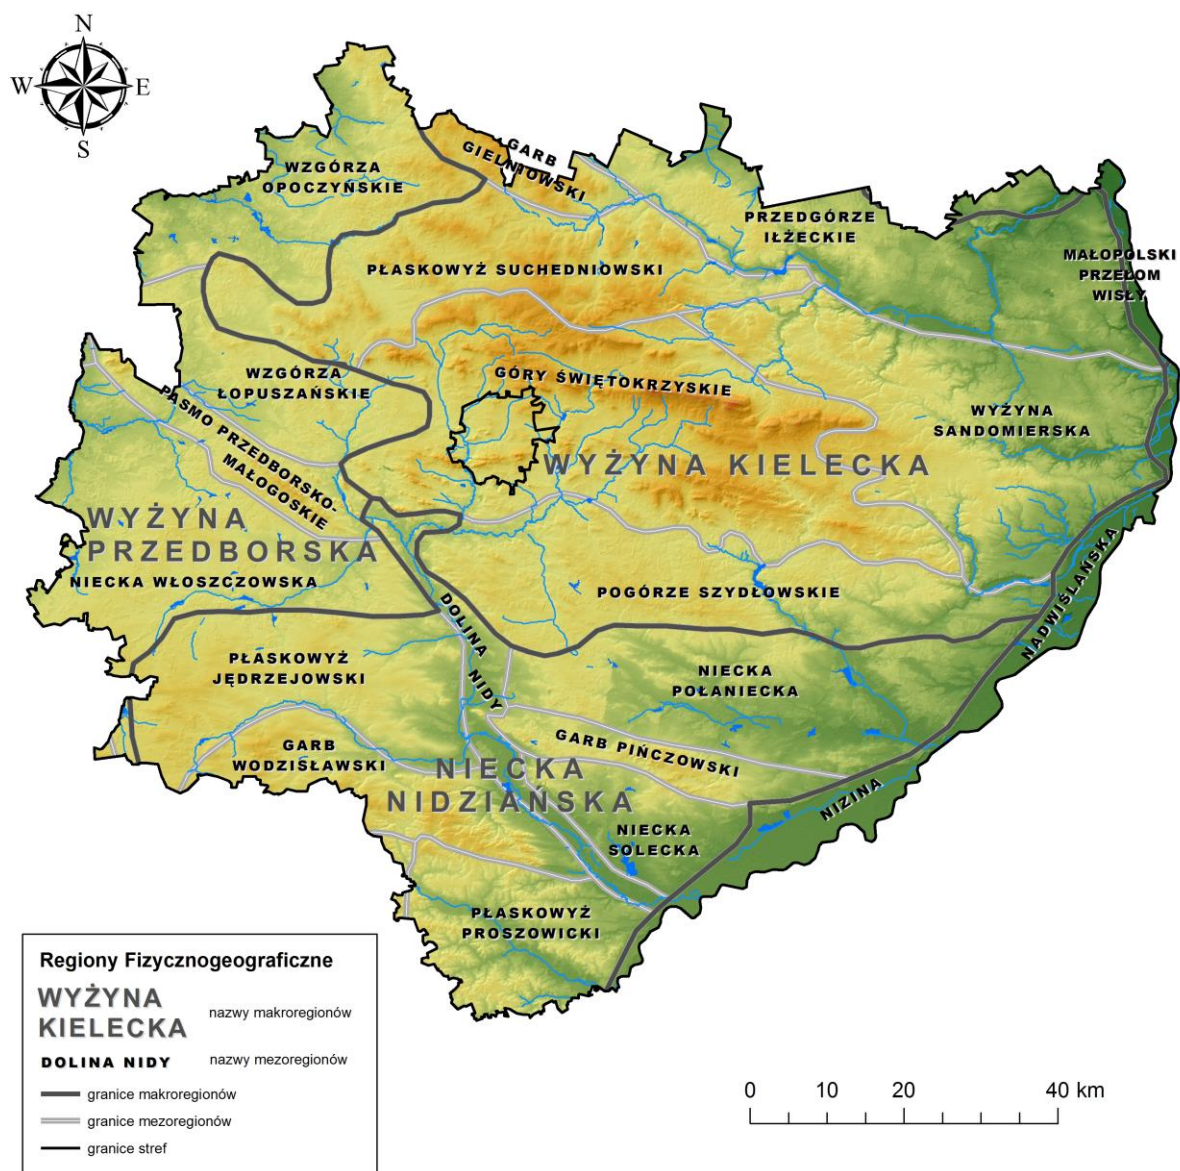 N
W
E
S
WZGÓRZA
OPOCZYŃSKIE
GARB
GIELNIOWSKI
PRZEDGÓRZE
IŁŻECKIE
MAŁOPOLSKI
PRZEŁOM
WISŁY
PŁASKOWYŻ SUCHEDNIOWSKI
WZGÓRZA
ŁOPUSZAŃSKIE
GÓRY ŚWIĘTOKRZYSKIE
PASMO PRZEDBORSKO-
MAŁOGOSKIE
WYŻYNA
SANDOMIERSKA
WYŻYNA KIELECKA
WYŻYNA
PRZEDBORSKA
NIECKA WŁOSZCZOWSKA
POGÓRZE SZYDŁOWSKIE
DOLINA NIDY
NIZINA NADWIŚLAŃSKA
PŁASKOWYŻ
JĘDRZEJOWSKI
NIECKA
POŁANIECKA
GARB
WODZISŁAWSKI
GARB PIŃCZOWSKI
NIECKA
NIDZIAŃSKA
NIECKA
SOLECKA
PŁASKOWYŻ
PROSZOWICKI
Regiony Fizycznogeograficzne
WYŻYNA
KIELECKA
nazwy makroregionów
DOLINA NIDY
nazwy mezoregionów
granice makroregionów
granice mezoregionów
granice stref
0 10 20 40 km